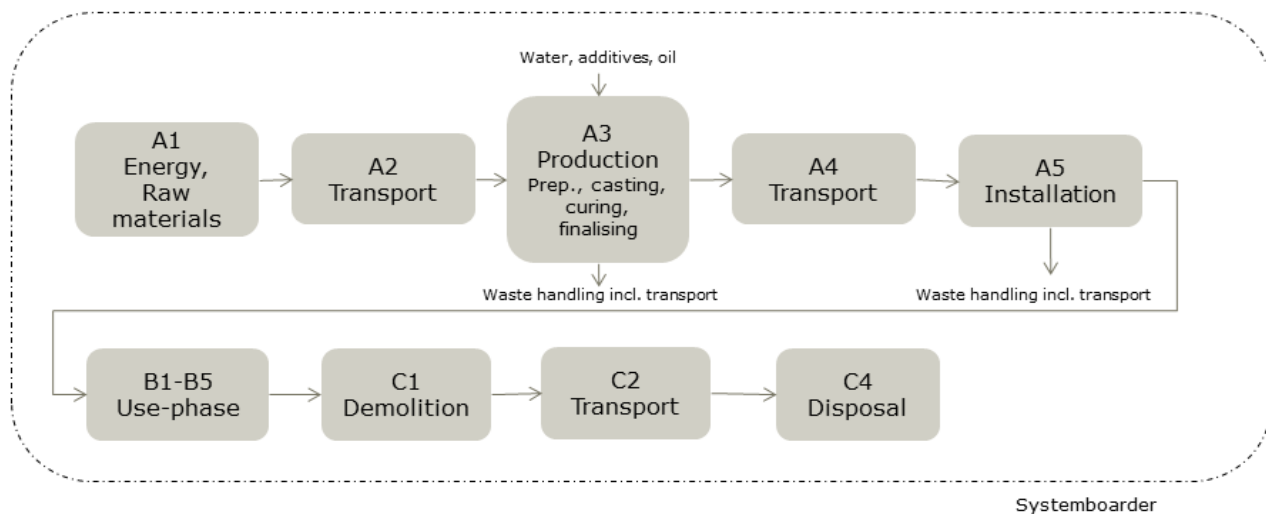 Water, additives, oil
A1
Energy,
Raw
materials
A2
Transport
A3
Production
Prep., casting,
curing,
finalising
A4
Transport
A5
Installation
Waste handling incl. transport
Waste handling incl. transport
B1-B5
Use-phase
C1
Demolition
C2
Transport
C4
Disposal
Systemboarder